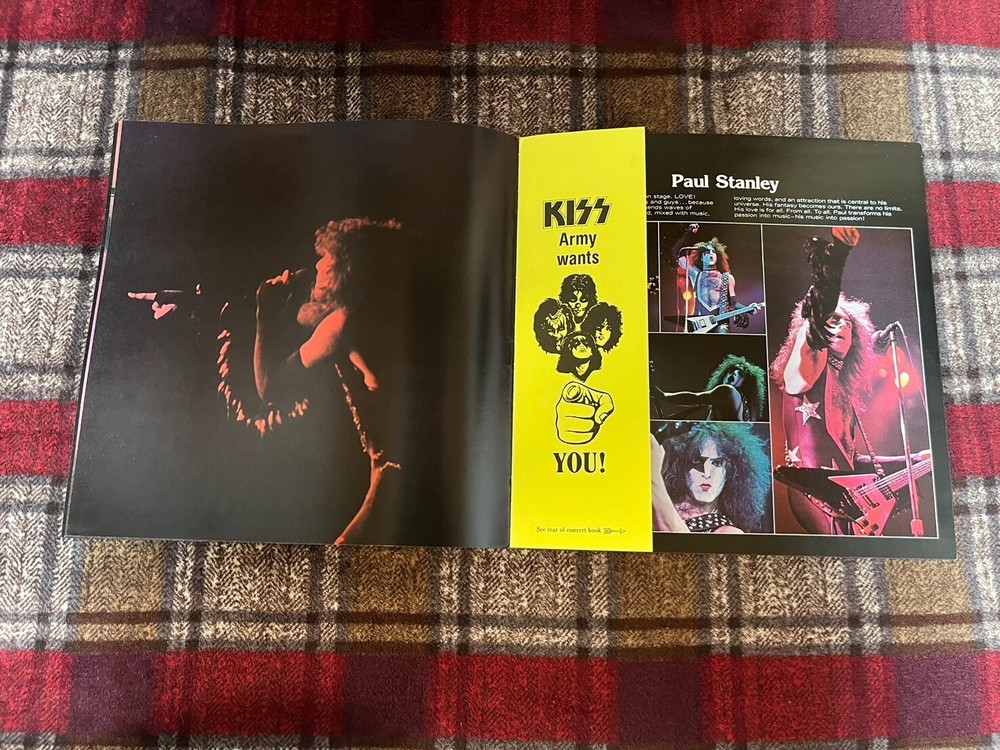 KISS
Army
wants
YOU!
See rear of concert book
Paul Stanley
n stage. LOVE!
s and guys...because
sends waves of
d, mixed with music,
loving words, and an attraction that is central to his
universe. His fantasy becomes ours. There are no limits.
His love is for all. From all. To all. Paul transforms his
passion into music—his music into passion!